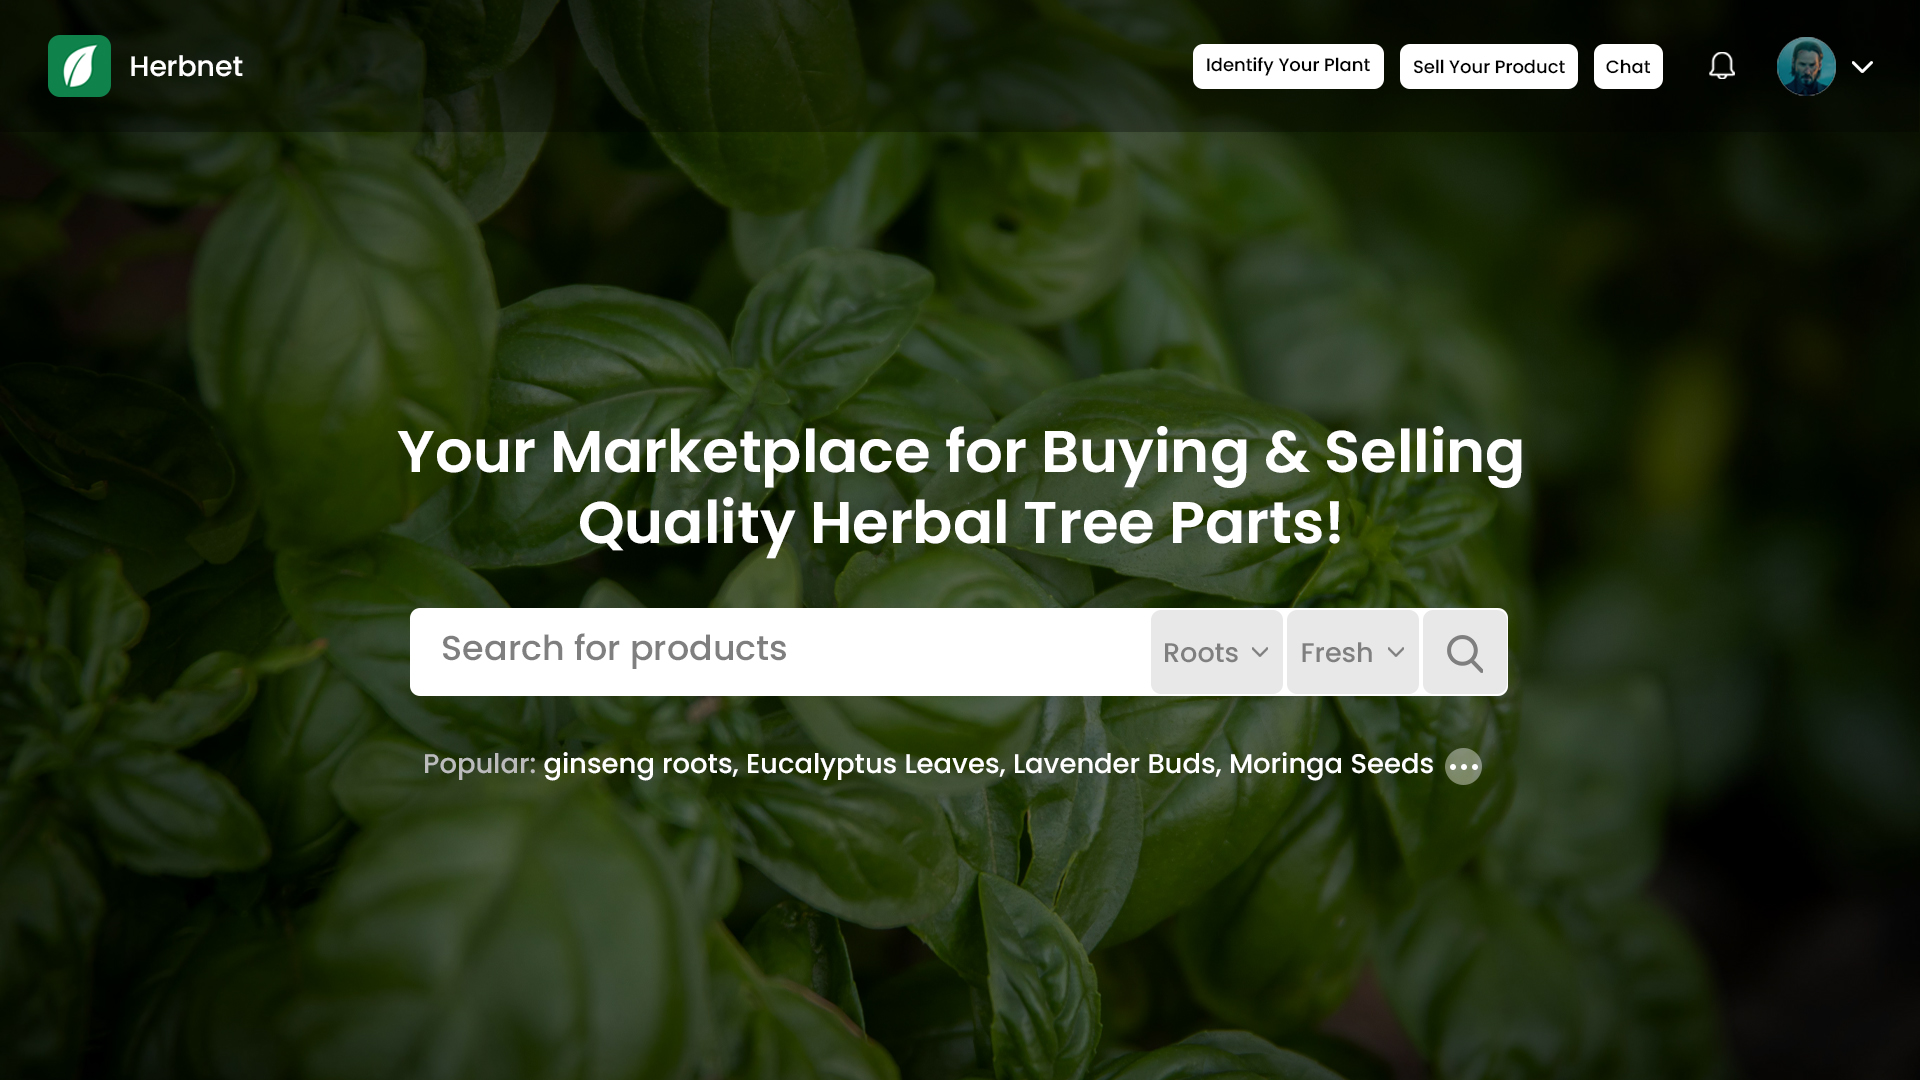 Herbnet
Identify Your Plant
Sell Your Product
Chat
Your Marketplace for Buying & Selling
Quality Herbal Tree Parts!
Search for products
Roots
Fresh
Popular: ginseng roots, Eucalyptus Leaves, Lavender Buds, Moringa Seeds